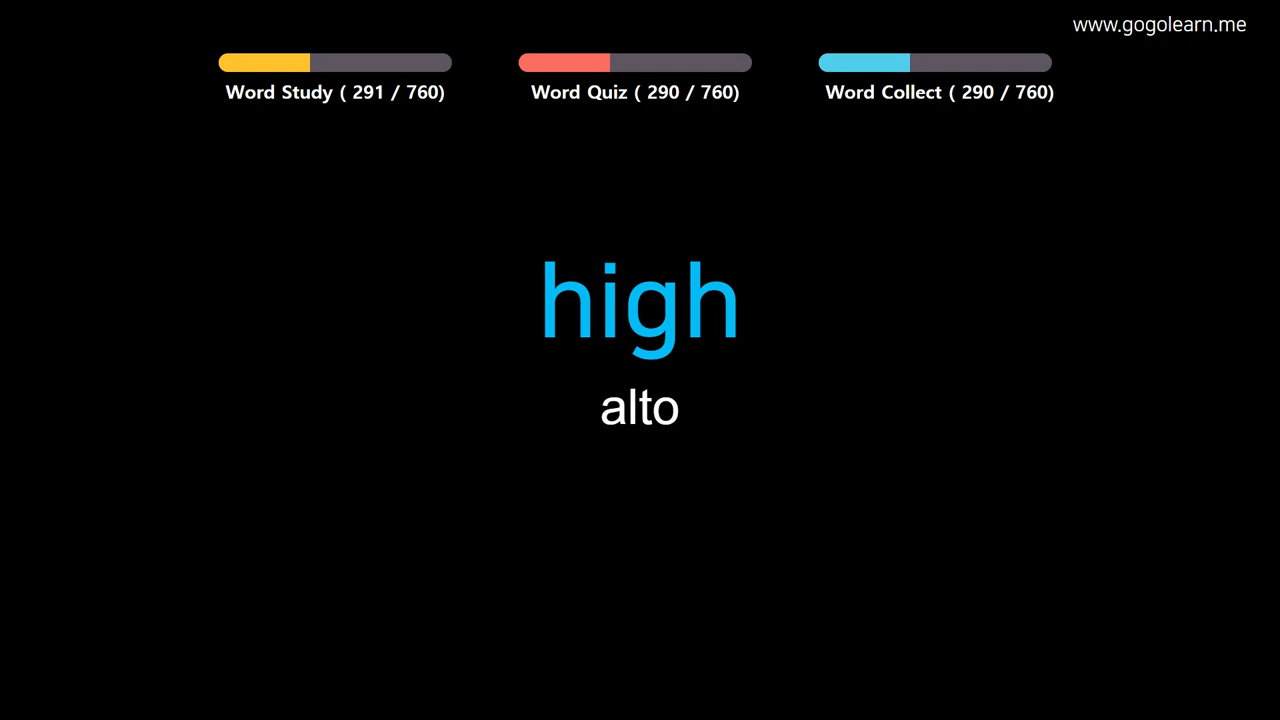 www.gogolearn.me
Word Study ( 291 / 760)
Word Quiz ( 290 / 760)
Word Collect ( 290 / 760)
high
alto